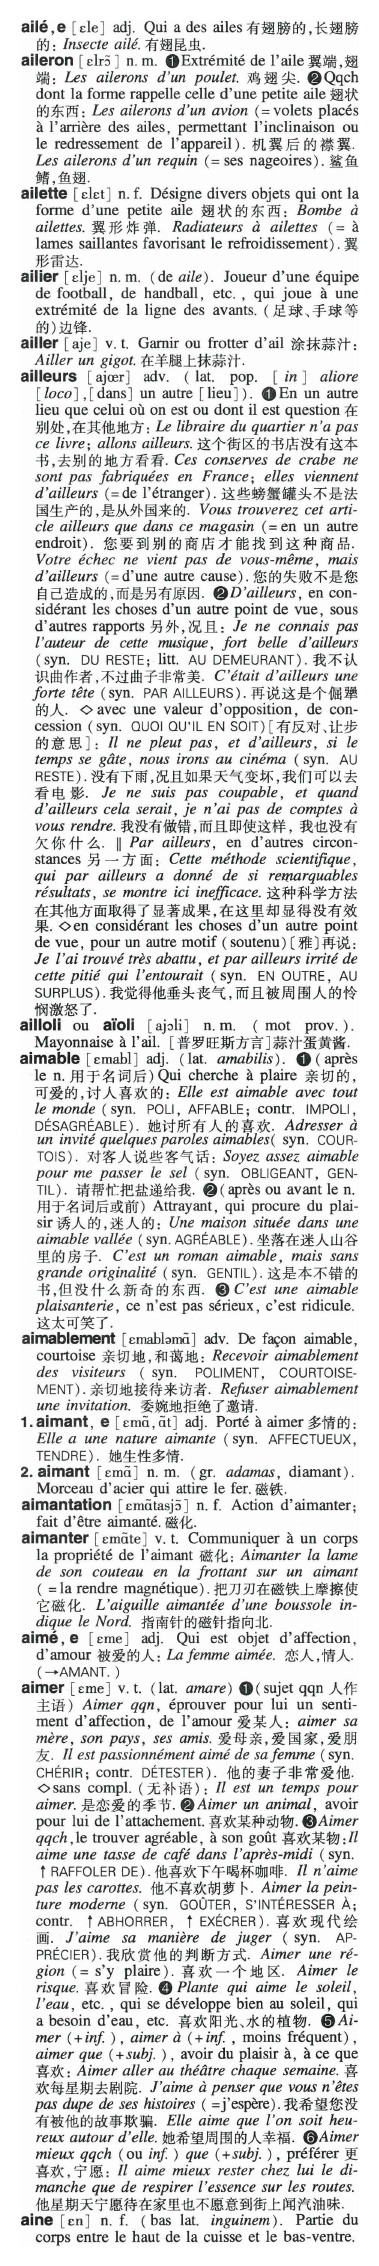 ailé, e [ɛle] adj. Qui a des ailes 有翅膀的,长翅膀
的: Insecte ailé. 有翅昆虫.
aileron [ɛlrɔ̃] n. m. ❶Extrémité de l'aile 翼端,翅
端: Les ailerons d'un poulet. 鸡翅尖. ❷Qqch
dont la forme rappelle celle d'une petite aile 翅状
的东西: Les ailerons d'un avion (= volets placés
à l'arrière des ailes, permettant l'inclinaison ou
le redressement de l'appareil). 机翼后的襟翼.
Les ailerons d'un requin (= ses nageoires). 鲨鱼
鳍,鱼翅.
ailette [ɛlɛt] n. f. Désigne divers objets qui ont la
forme d'une petite aile 翅状的东西: Bombe à
ailettes. 翼形炸弹. Radiateurs à ailettes (= à
lames saillantes favorisant le refroidissement). 翼
形雷达.
ailier [ɛlje] n. m. (de aile). Joueur d'une équipe
de football, de handball, etc. , qui joue à une
extrémité de la ligne des avants. (足球、手球等
的)边锋.
ailler [aje] v. t. Garnir ou frotter d'ail 涂抹蒜汁:
Ailler un gigot. 在羊腿上抹蒜汁.
ailleurs [ajœr] adv. ( lat. pop. [ in ] aliore
[ loco] ,[ dans] un autre [ lieu] ). ❶En un autre
lieu que celui où on est ou dont il est question 在
别处,在其他地方: Le libraire du quartier n'a pas
ce livre; allons ailleurs. 这个街区的书店没有这本
书,去别的地方看看. Ces conserves de crabe ne
sont pas fabriquées en France; elles viennent
d'ailleurs (= de l'étranger). 这些螃蟹罐头不是法
国生产的,是从外国来的. Vous trouverez cet arti-
cle ailleurs que dans ce magasin (= en un autre
endroit). 您要到别的商店才能找到这种商品.
Votre échec ne vient pas de vous-même, mais
d'ailleurs (= d'une autre cause). 您的失败不是您
自己造成的,而是另有原因. ❷D'ailleurs, en con-
sidérant les choses d'un autre point de vue, sous
d'autres rapports 另外,况且: Je ne connais pas
l'auteur de cette musique, fort belle d'ailleurs
(syn. DU RESTE; litt. AU DEMEURANT). 我不认
识曲作者,不过曲子非常美. C'était d'ailleurs une
forte tête ( syn. PAR AILLEURS). 再说这是个倔犟
的人. ◇avec une valeur d'opposition, de con-
cession (syn. QUOI QU'IL EN SOIT) [有反对、让步
的意思]: Il ne pleut pas, et d'ailleurs, si le
temps se gâte, nous irons au cinéma ( syn. AU
RESTE). 没有下雨,况且如果天气变坏,我们可以去
看电影. Je ne suis pas coupable, et quand
d'ailleurs cela serait, je n'ai pas de comptes à
vous rendre. 我没有做错,而且即使这样, 我也没有
欠你什么. ‖ Par ailleurs, en d'autres circon-
stances 另一方面: Cette méthode scientifique,
qui par ailleurs a donné de si remarquables
résultats, se montre ici inefficace. 这种科学方法
在其他方面取得了显著成果,在这里却显得没有效
果. ◇en considérant les choses d'un autre point
de vue, pour un autre motif (soutenu) [雅]再说:
Je l'ai trouvé très abattu, et par ailleurs irrité de
cette pitié qui l'entourait ( syn. EN OUTRE, AU
SURPLUS). 我觉得他垂头丧气,而且被周围人的怜
悯激怒了.
ailloli ou aïoli [ajɔli] n. m. ( mot prov. ).
Mayonnaise à l'ail. [普罗旺斯方言]蒜汁蛋黄酱.
aimable [ɛmabl] adj. (lat. amabilis). ❶(après
le n. 用于名词后) Qui cherche à plaire 亲切的,
可爱的,讨人喜欢的: Elle est aimable avec tout
le monde (syn. POLI, AFFABLE; contr. IMPOLI,
DÉSAGRÉABLE). 她讨所有人的喜欢. Adresser à
un invité quelques paroles aimables( syn. COUR-
TOIS). 对客人说些客气话: Soyez assez aimable
pour me passer le sel ( syn. OBLIGEANT, GEN-
TIL). 请帮忙把盐递给我. ❷(après ou avant le n.
用于名词后或前) Attrayant, qui procure du plai-
sir 诱人的,迷人的: Une maison située dans une
aimable vallée (syn. AGRÉABLE). 坐落在迷人山谷
里的房子. C'est un roman aimable, mais sans
grande originalité (syn. GENTIL). 这是本不错的
书,但没什么新奇的东西. ❸C'est une aimable
plaisanterie, ce n'est pas sérieux, c'est ridicule.
这太可笑了.
aimablement [ɛmabləmɑ̃] adv. De façon aimable,
courtoise 亲切地,和蔼地: Recevoir aimablement
des visiteurs ( syn. POLIMENT, COURTOISE-
MENT). 亲切地接待来访者. Refuser aimablement
une invitation. 委婉地拒绝了邀请.
1. aimant, e [ɛmɑ̃, ɑ̃t] adj. Porté à aimer 多情的:
Elle a une nature aimante ( syn. AFFECTUEUX,
TENDRE). 她生性多情.
2. aimant [ɛmɑ̃] n. m. (gr. adamas, diamant).
Morceau d'acier qui attire le fer. 磁铁.
aimantation [ɛmɑ̃tasjɔ̃] n. f. Action d'aimanter;
fait d'être aimanté. 磁化.
aimanter [ɛmɑ̃te] v. t. Communiquer à un corps
la propriété de l'aimant 磁化: Aimanter la lame
de son couteau en la frottant sur un aimant
( = la rendre magnétique). 把刀刃在磁铁上摩擦使
它磁化. L'aiguille aimantée d'une boussole in-
dique le Nord. 指南针的磁针指向北.
aimé, e [ɛme] adj. Qui est objet d'affection,
d'amour 被爱的人: La femme aimée. 恋人,情人.
(→AMANT. )
aimer [ɛme] v. t. (lat. amare) ❶(sujet qqn 人作
主语) Aimer qqn, éprouver pour lui un senti-
ment d'affection, de l'amour 爱某人: aimer sa
mère, son pays, ses amis. 爱母亲,爱国家,爱朋
友. Il est passionnément aimé de sa femme (syn.
CHÉRIR; contr. DÉTESTER). 他的妻子非常爱他.
◇sans compl. (无补语): Il est un temps pour
aimer. 是恋爱的季节. ❷Aimer un animal, avoir
pour lui de l'attachement. 喜欢某种动物. ❸Aimer
qqch, le trouver agréable, à son goût 喜欢某物: Il
aime une tasse de café dans l'après-midi (syn.
↑RAFFOLER DE). 他喜欢下午喝杯咖啡. Il n'aime
pas les carottes. 他不喜欢胡萝卜. Aimer la pein-
ture moderne ( syn. GOÛTER, S'INTÉRESSER À;
contr. ↑ABHORRER, ↑EXÉCRER). 喜欢现代绘
画. J'aime sa manière de juger ( syn. AP-
PRÉCIER). 我欣赏他的判断方式. Aimer une ré-
gion (= s'y plaire). 喜欢一个地区. Aimer le
risque. 喜欢冒险. ❹Plante qui aime le soleil,
l'eau, etc. , qui se développe bien au soleil, qui
a besoin d'eau, etc. 喜欢阳光、水的植物. ❺Ai-
mer (+ inf. ), aimer à (+ inf. , moins fréquent),
aimer que (+ subj. ), avoir du plaisir à, à ce que
喜欢: Aimer aller au théâtre chaque semaine. 喜
欢每星期去剧院. J'aime à penser que vous n'êtes
pas dupe de ses histoires ( = j'espère). 我希望您没
有被他的故事欺骗. Elle aime que l'on soit heu-
reux autour d'elle. 她希望周围的人幸福. ❻Aimer
mieux qqch (ou inf. ) que (+ subj. ), préférer 更
喜欢,宁愿: Il aime mieux rester chez lui le di-
manche que de respirer l'essence sur les routes.
他星期天宁愿待在家里也不愿意到街上闻汽油味.
aine [ɛn] n. f. ( bas lat. inguinem). Partie du
corps entre le haut de la cuisse et le bas-ventre.